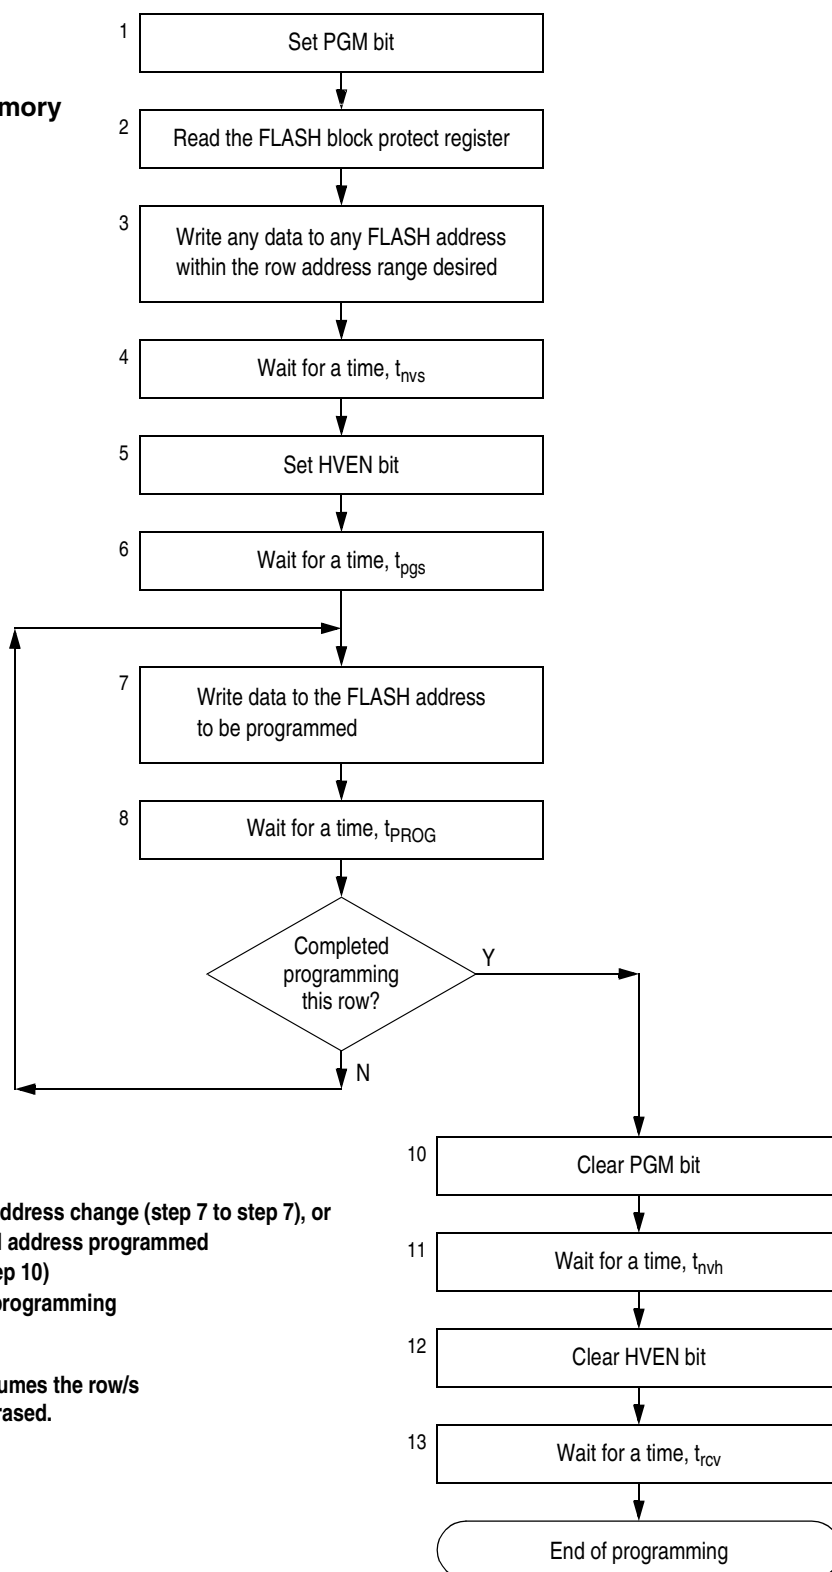 1
Set PGM bit
mory
2
Read the FLASH block protect register
3
Write any data to any FLASH address
within the row address range desired
4
Wait for a time, tnvs
5
Set HVEN bit
6
Wait for a time, tpgs
7
Write data to the FLASH address
to be programmed
8
Wait for a time, tPROG
Completed
programming
this row?
Y
N
10
Clear PGM bit
ddress change (step 7 to step 7), or
address programmed
11
Wait for a time, tnvh
ep 10)
programming
12
Clear HVEN bit
umes the row/s
rased.
13
Wait for a time, trcv
End of programming